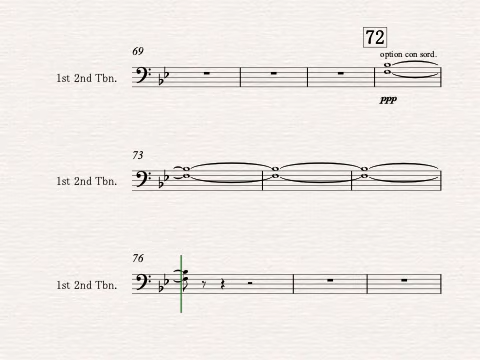 72
69
option con sord.
1st 2nd Tbn.
ppp
73
1st 2nd Tbn.
76
1st 2nd Tbn.